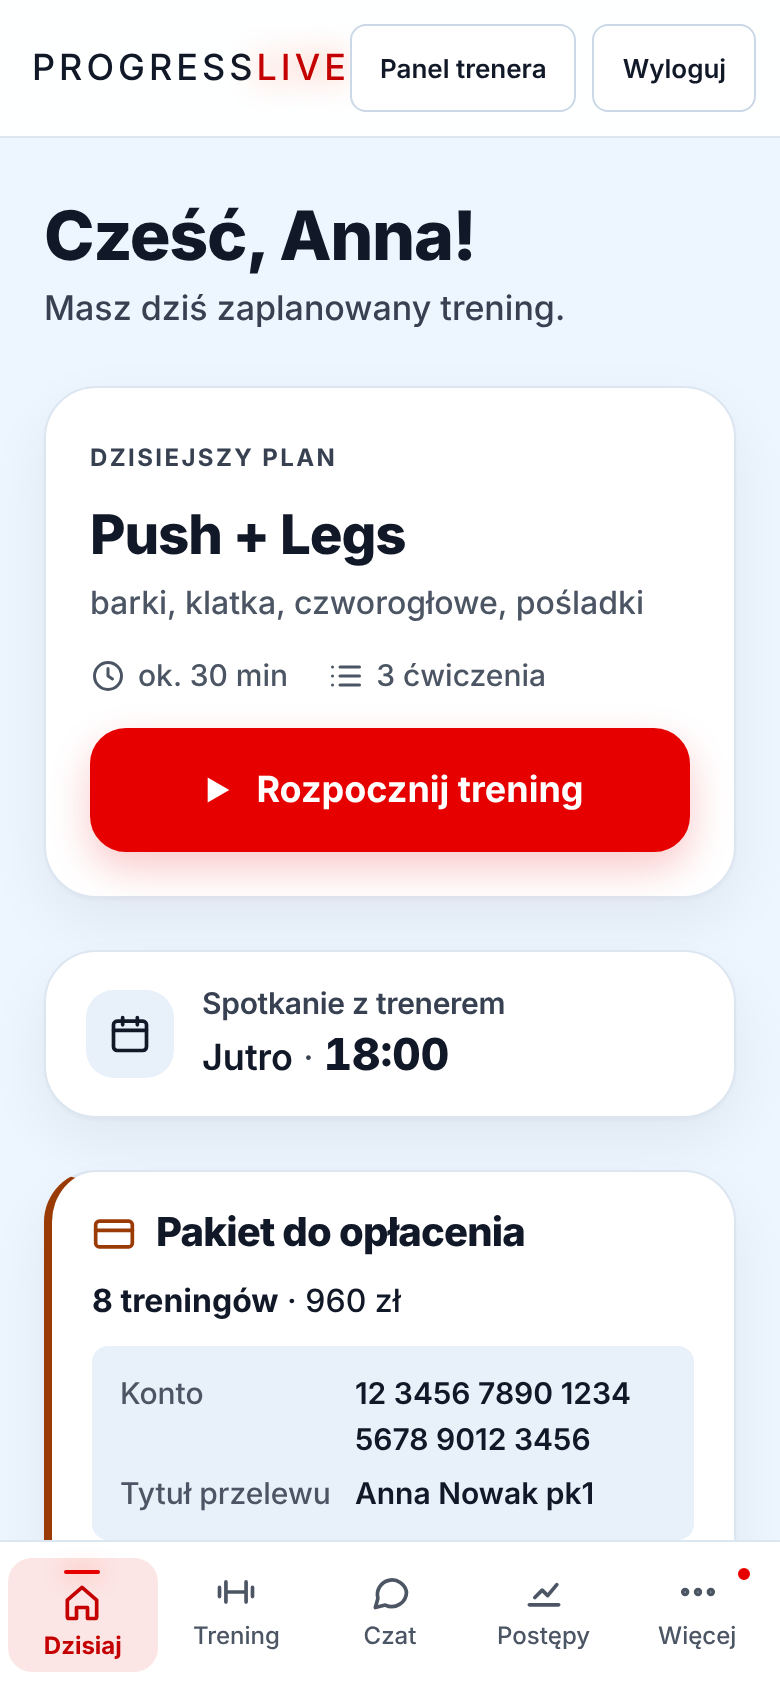 PROGRESSLIVE
Panel trenera
Wyloguj
Cześć, Anna!
Masz dziś zaplanowany trening.
DZISIEJSZY PLAN
Push + Legs
barki, klatka, czworogłowe, pośladki
ok. 30 min
3 ćwiczenia
Rozpocznij trening
Spotkanie z trenerem
Jutro · 18:00
Pakiet do opłacenia
8 treningów · 960 zł
Konto
12 3456 7890 1234
5678 9012 3456
Tytuł przelewu
Anna Nowak pk1
Dzisiaj
Trening
Czat
Postępy
Więcej